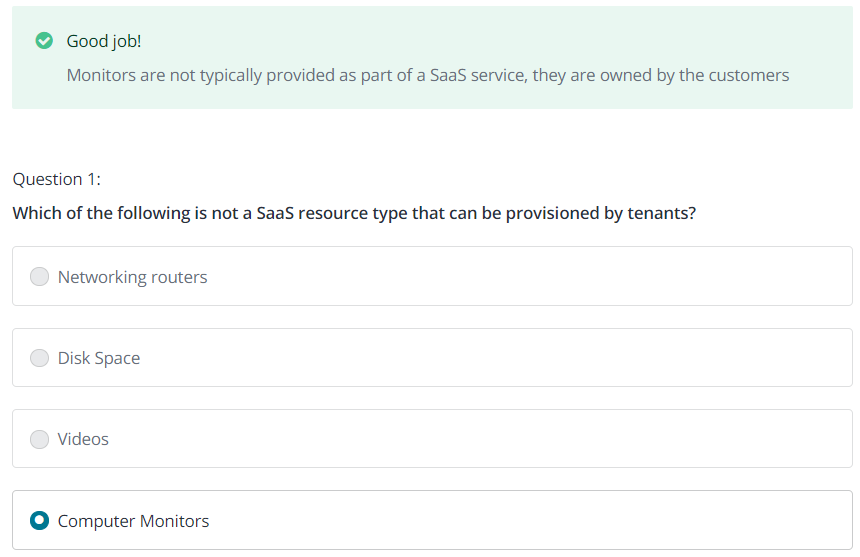 Good job!
Monitors are not typically provided as part of a SaaS service, they are owned by the customers
Question 1:
Which of the following is not a SaaS resource type that can be provisioned by tenants?
Networking routers
Disk Space
Videos
Computer Monitors